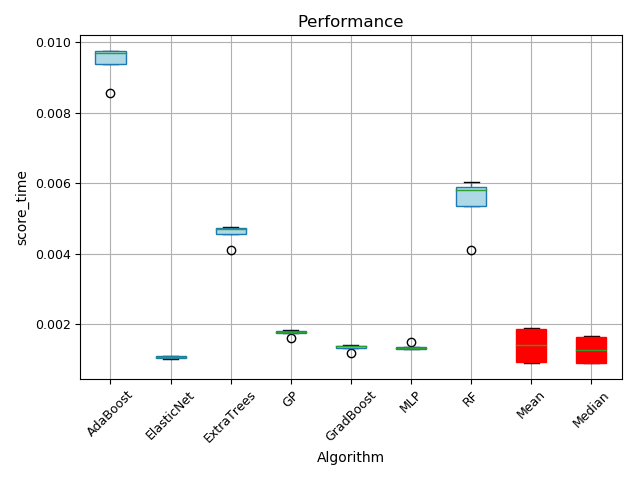 Performance
score_time
0.010
0.008
0.006
0.004
0.002
AdaBoost
ElasticNet
ExtraTrees
GP
GradBoost
MLP
RF
Mean
Median
Algorithm